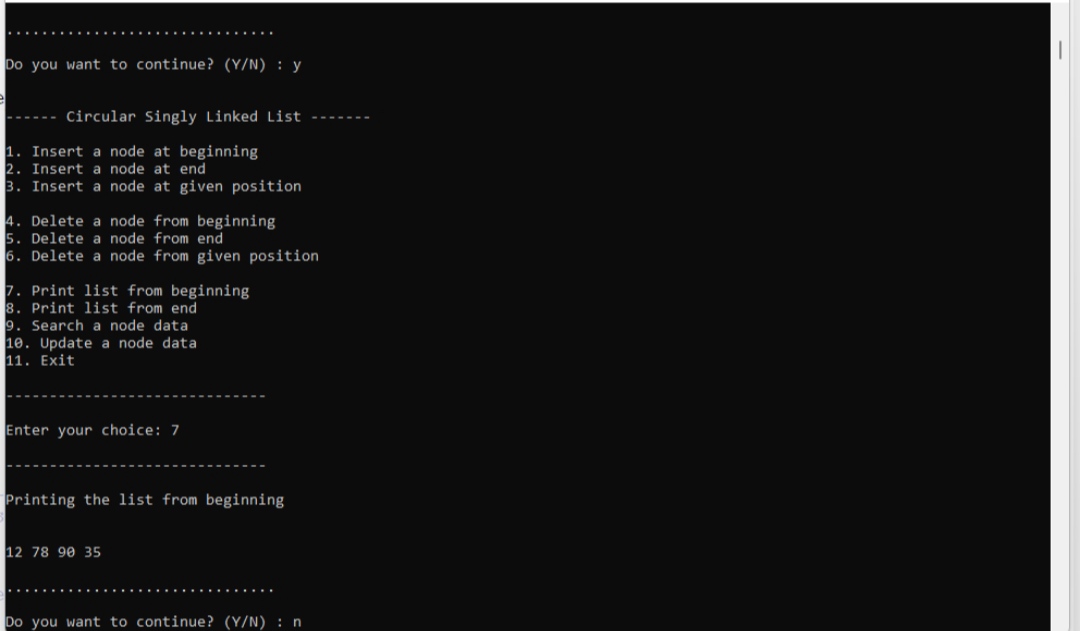 ...............................
Do you want to continue? (Y/N) : y
------ Circular Singly Linked List -------
1. Insert a node at beginning
2. Insert a node at end
3. Insert a node at given position
4. Delete a node from beginning
5. Delete a node from end
6. Delete a node from given position
7. Print list from beginning
8. Print list from end
9. Search a node data
10. Update a node data
11. Exit
------------------------------
Enter your choice: 7
------------------------------
Printing the list from beginning
12 78 90 35
...............................
Do you want to continue? (Y/N) : n